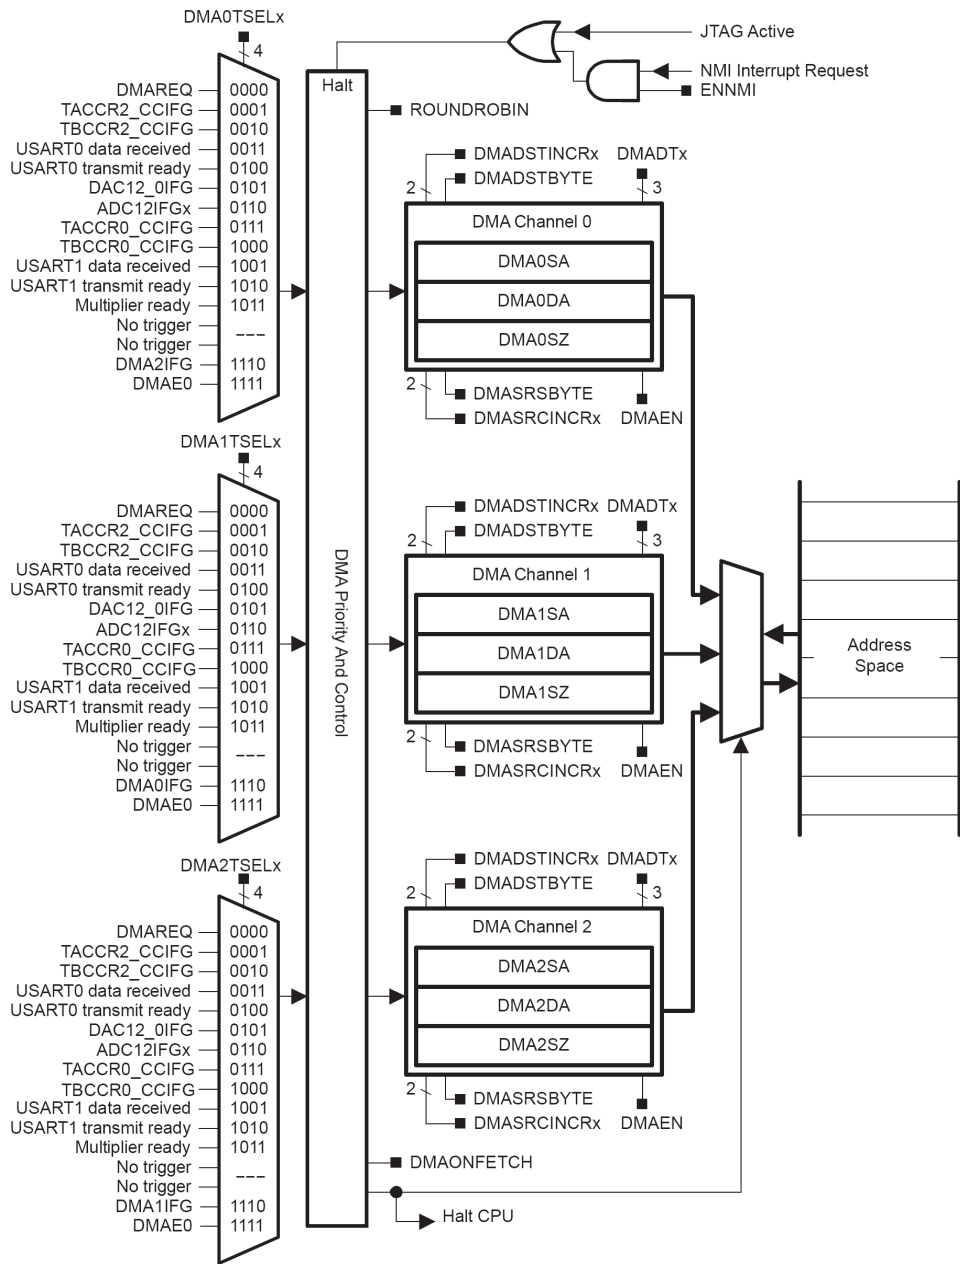 DMA0TSELx
4
JTAG Active
NMI Interrupt Request
ENNMI
Halt
ROUNDROBIN
DMAREQ 0000
TACCR2_CCIFG 0001
TBCCR2_CCIFG 0010
USART0 data received 0011
USART0 transmit ready 0100
DAC12_0IFG 0101
ADC12IFGx 0110
TACCR0_CCIFG 0111
TBCCR0_CCIFG 1000
USART1 data received 1001
USART1 transmit ready 1010
Multiplier ready 1011
No trigger
---
No trigger
DMA2IFG 1110
DMAE0 1111
DMADSTINCRx DMADTx
2 DMADSTBYTE 3
DMA Channel 0
DMA0SA
DMA0DA
DMA0SZ
2 DMASRSBYTE
DMASRCINCRx DMAEN
DMA1TSELx
4
DMAREQ 0000
TACCR2_CCIFG 0001
TBCCR2_CCIFG 0010
USART0 data received 0011
USART0 transmit ready 0100
DAC12_0IFG 0101
ADC12IFGx 0110
TACCR0_CCIFG 0111
TBCCR0_CCIFG 1000
USART1 data received 1001
USART1 transmit ready 1010
Multiplier ready 1011
No trigger
---
No trigger
DMA0IFG 1110
DMAE0 1111
DMA Priority And Control
DMADSTINCRx DMADTx
2 DMADSTBYTE 3
DMA Channel 1
DMA1SA
DMA1DA
DMA1SZ
2 DMASRSBYTE
DMASRCINCRx DMAEN
Address
Space
DMA2TSELx
4
DMAREQ 0000
TACCR2_CCIFG 0001
TBCCR2_CCIFG 0010
USART0 data received 0011
USART0 transmit ready 0100
DAC12_0IFG 0101
ADC12IFGx 0110
TACCR0_CCIFG 0111
TBCCR0_CCIFG 1000
USART1 data received 1001
USART1 transmit ready 1010
Multiplier ready 1011
No trigger
---
No trigger
DMA1IFG 1110
DMAE0 1111
DMADSTINCRx DMADTx
2 DMADSTBYTE 3
DMA Channel 2
DMA2SA
DMA2DA
DMA2SZ
2 DMASRSBYTE
DMASRCINCRx DMAEN
DMAONFETCH
Halt CPU